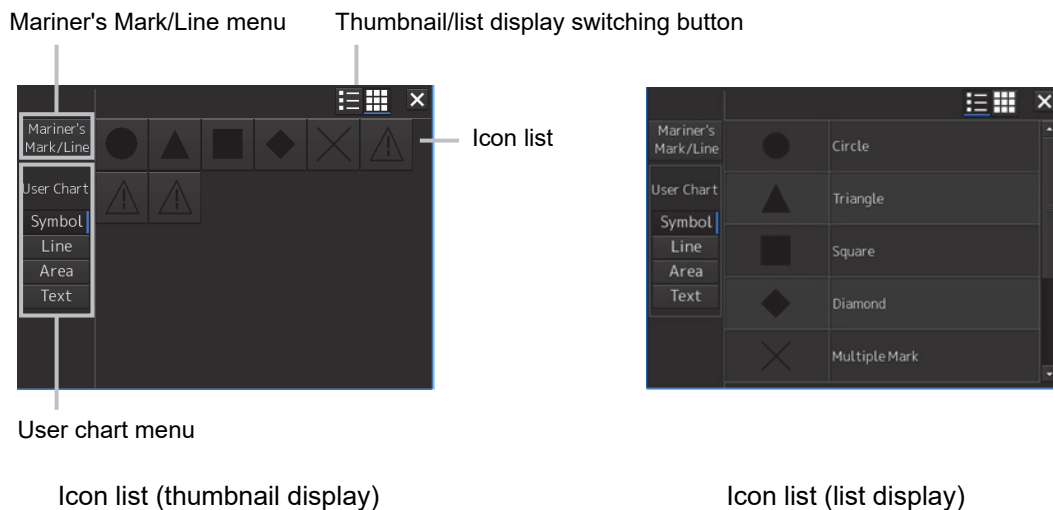 Mariner's Mark/Line menu
Thumbnail/list display switching button
Mariner's
Mark/Line
User Chart
Symbol
Line
Area
Text
Icon list
User chart menu
Icon list (thumbnail display)
Mariner's
Mark/Line
User Chart
Symbol
Line
Area
Text
Circle
Triangle
Square
Diamond
Multiple Mark
Icon list (list display)